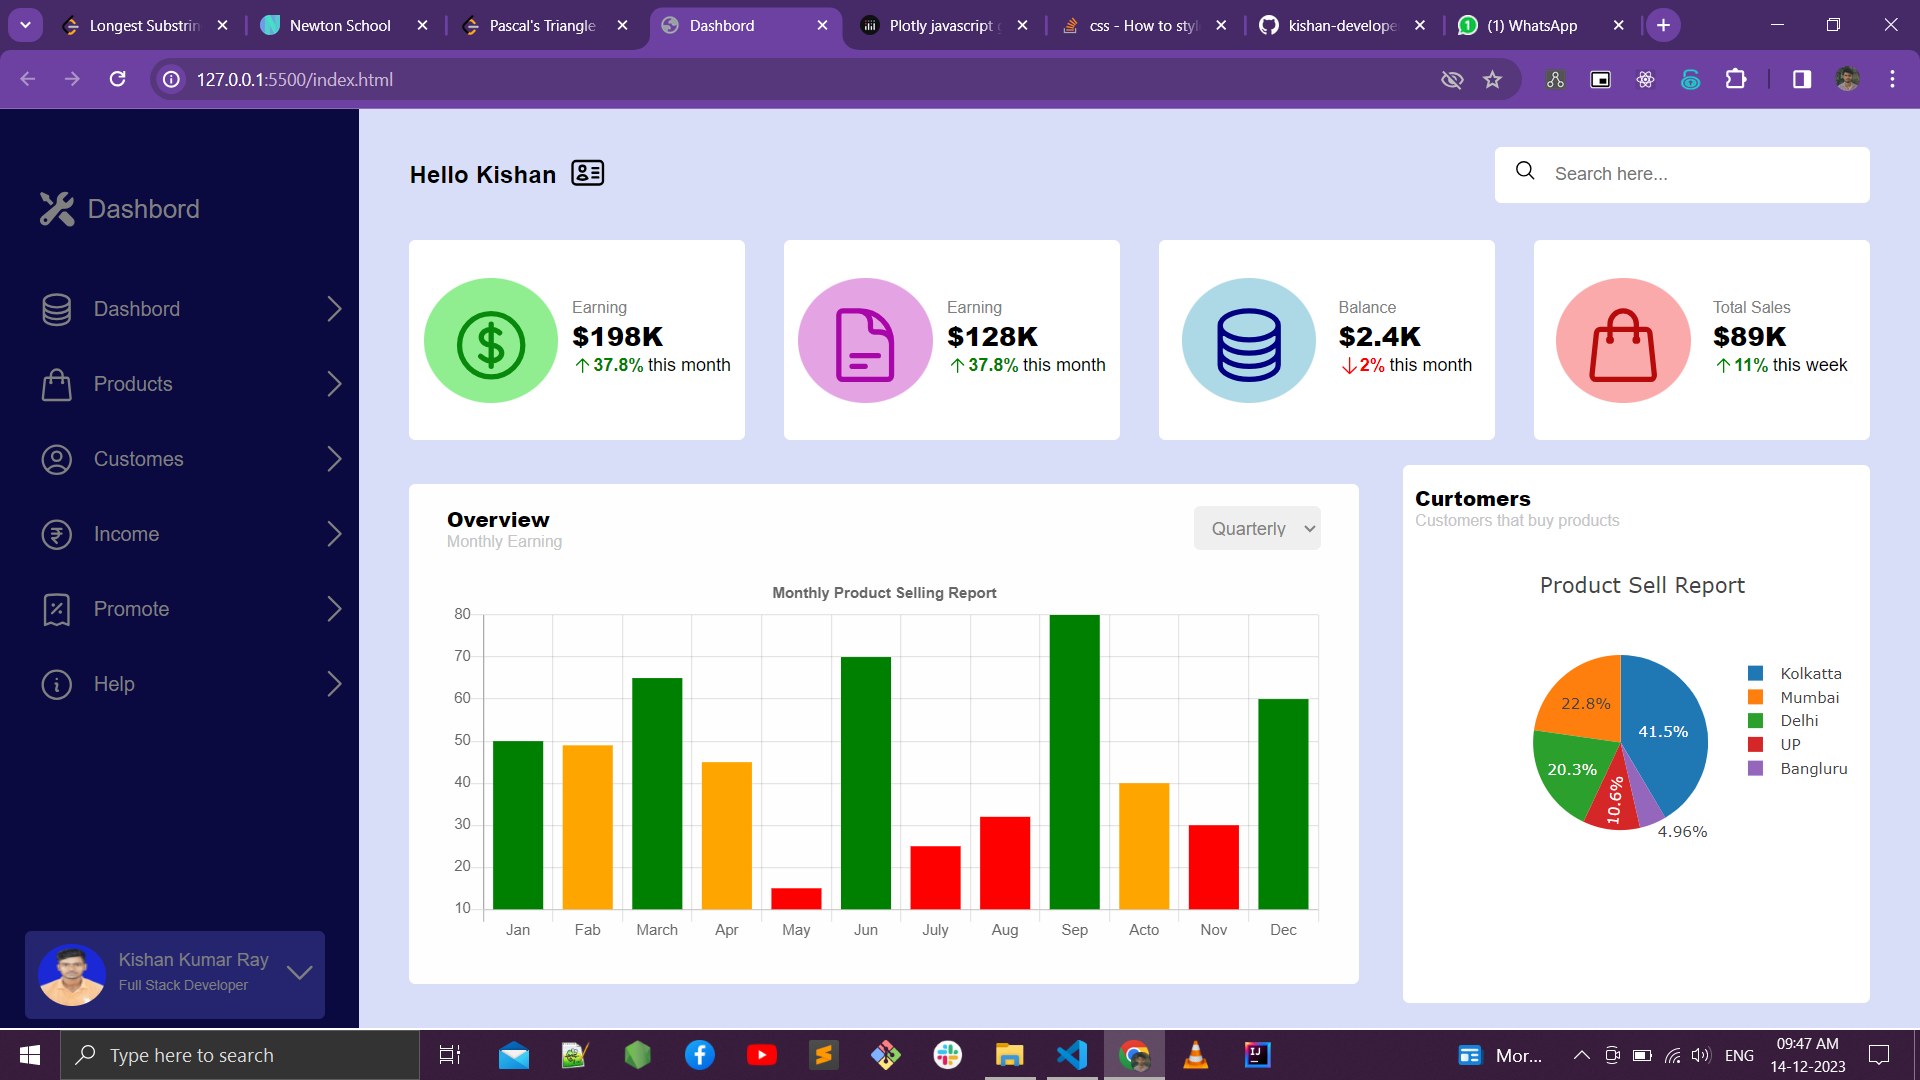 Longest Substrin
Newton School
Pascal's Triangle
Dashbord
Plotly javascript g
css - How to styl
kishan-develope
(1) WhatsApp
127.0.0.1:5500/index.html
Dashbord
Dashbord
Products
Customes
Income
Promote
Help
Kishan Kumar Ray
Full Stack Developer
Hello Kishan
Search here...
Earning
$198K
37.8% this month
Earning
$128K
37.8% this month
Balance
$2.4K
2% this month
Total Sales
$89K
11% this week
Overview
Monthly Earning
Quarterly
Monthly Product Selling Report
80
70
60
50
40
30
20
10
Jan Fab March Apr May Jun July Aug Sep Acto Nov Dec
Curtomers
Customers that buy products
Product Sell Report
22.8%
41.5%
20.3%
10.6%
4.96%
Kolkatta
Mumbai
Delhi
UP
Bangluru
Type here to search
Mor...
ENG
09:47 AM
14-12-2023